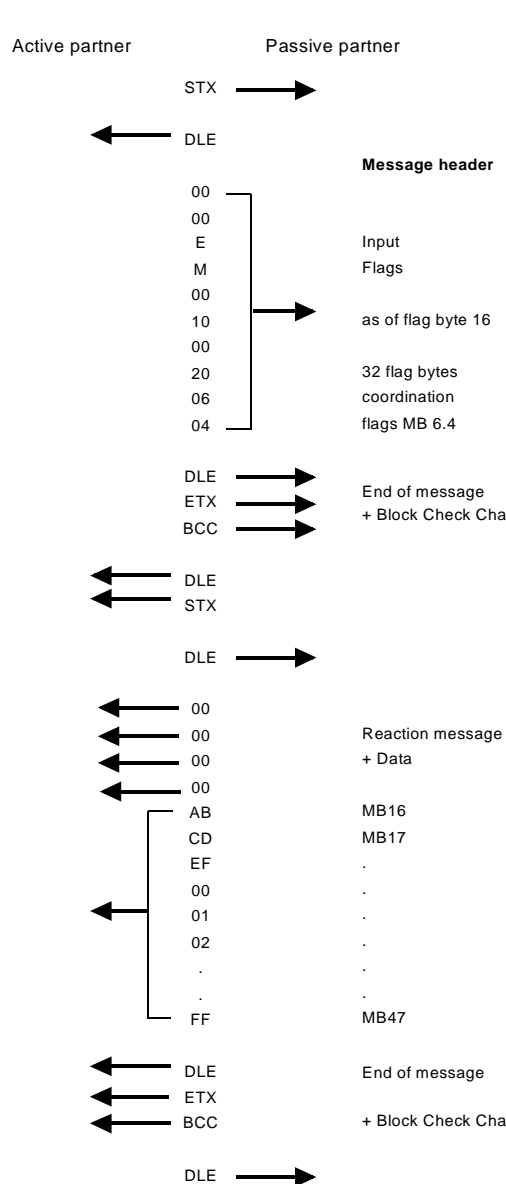 Active partner Passive partner
STX
DLE
Message header
00
00
E Input
M Flags
00
10 as of flag byte 16
00
20 32 flag bytes
06 coordination
04 flags MB 6.4
DLE
ETX End of message
BCC + Block Check Cha
DLE
STX
DLE
00
00 Reaction message
00 + Data
00
AB MB16
CD MB17
EF .
00 .
01 .
02 .
. .
. .
FF MB47
DLE End of message
ETX
BCC + Block Check Cha
DLE